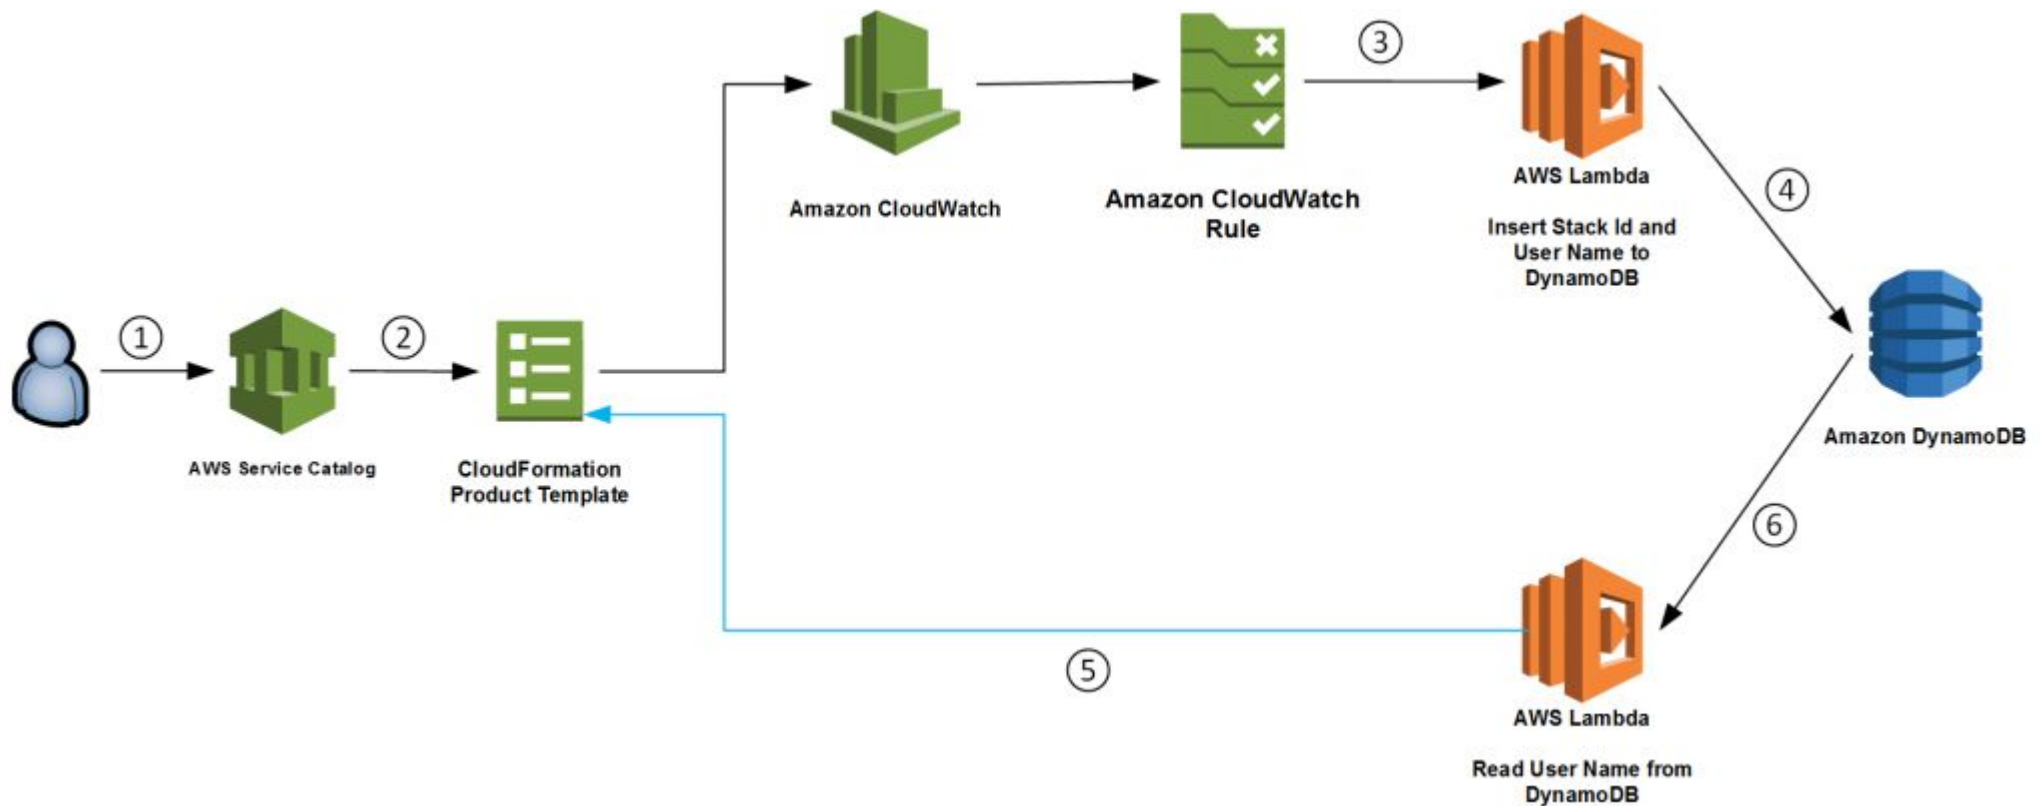 ①
②
③
④
⑤
⑥
Amazon CloudWatch
Amazon CloudWatch
Rule
AWS Lambda
Insert Stack Id and
User Name to
DynamoDB
AWS Service Catalog
CloudFormation
Product Template
Amazon DynamoDB
AWS Lambda
Read User Name from
DynamoDB